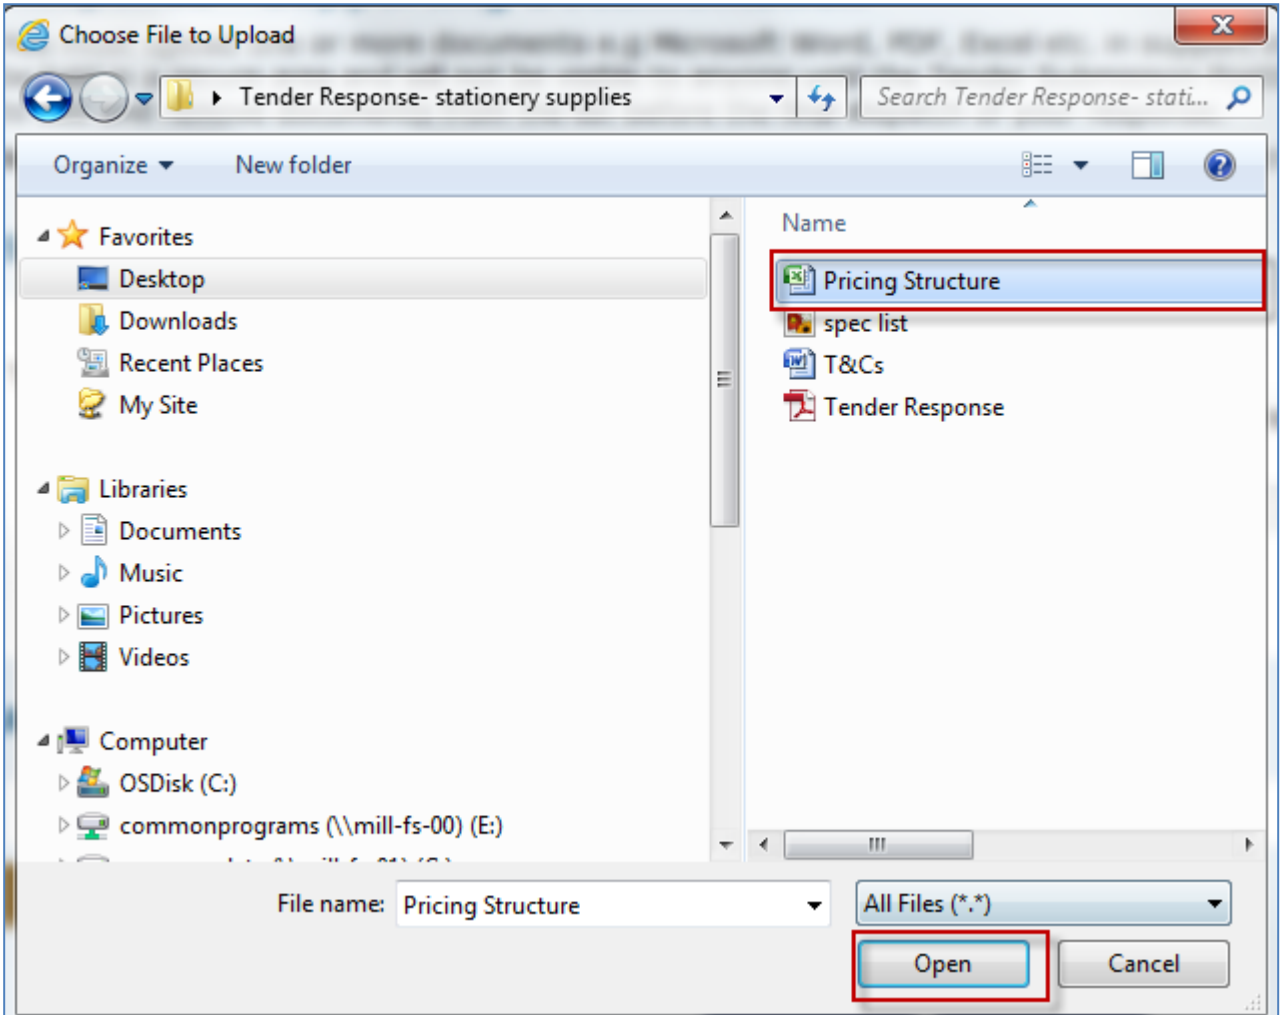 Choose File to Upload
Tender Response- stationery supplies
Search Tender Response- stati...
Organize
New folder
Favorites
Desktop
Downloads
Recent Places
My Site
Libraries
Documents
Music
Pictures
Videos
Computer
OSDisk (C:)
commonprograms (\\mill-fs-00) (E:)
Name
Pricing Structure
spec list
T&Cs
Tender Response
File name:
Pricing Structure
All Files (*.*)
Open
Cancel